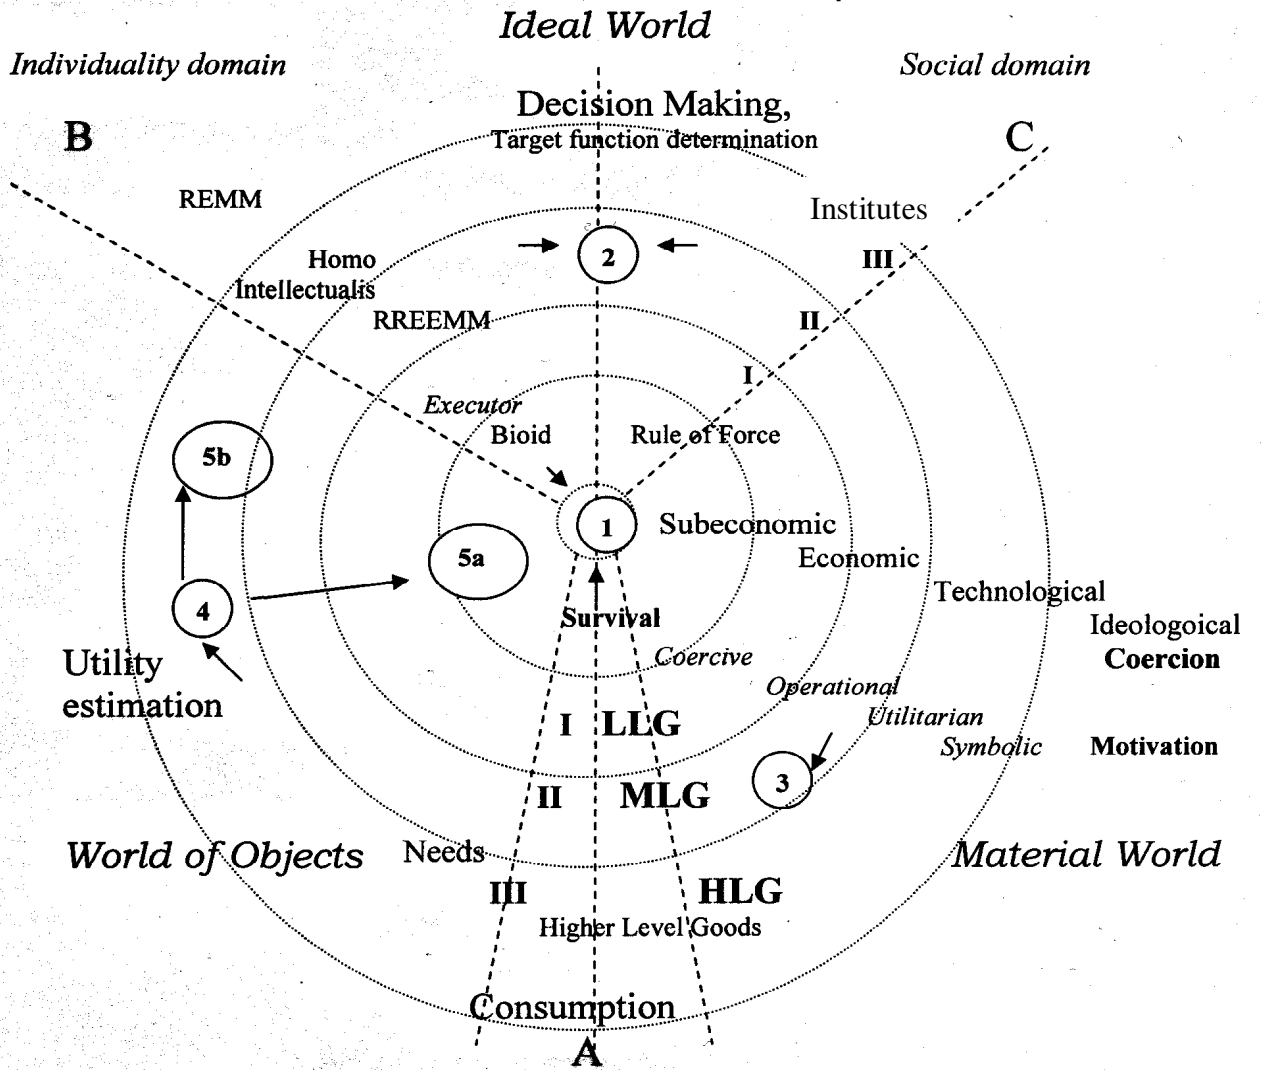 Ideal World
Individuality domain
Social domain
Decision Making,
B
C
Target function determination
REMM
Institutes
2
III
Homo
Intellectualis
RREEMM
II
I
Executor
Bioid
Rule of Force
5b
1
Subeconomic
5a
Economic
4
Technological
Survival
Ideologoical
Utility
Coercive
Coercion
estimation
Operational
I
LLG
Utilitarian
Symbolic
Motivation
3
II
MLG
World of Objects
Needs
Material World
III
HLG
Higher Level Goods
Consumption
A